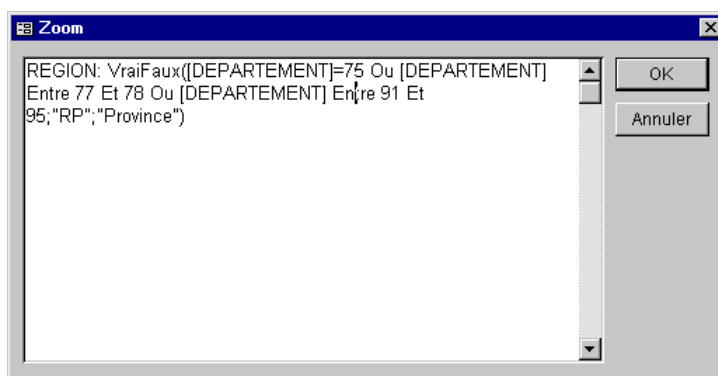 Zoom
REGION: VraiFaux([DEPARTEMENT]=75 Ou [DEPARTEMENT]
Entre 77 Et 78 Ou [DEPARTEMENT] Entre 91 Et
95;"RP";"Province")
OK
Annuler